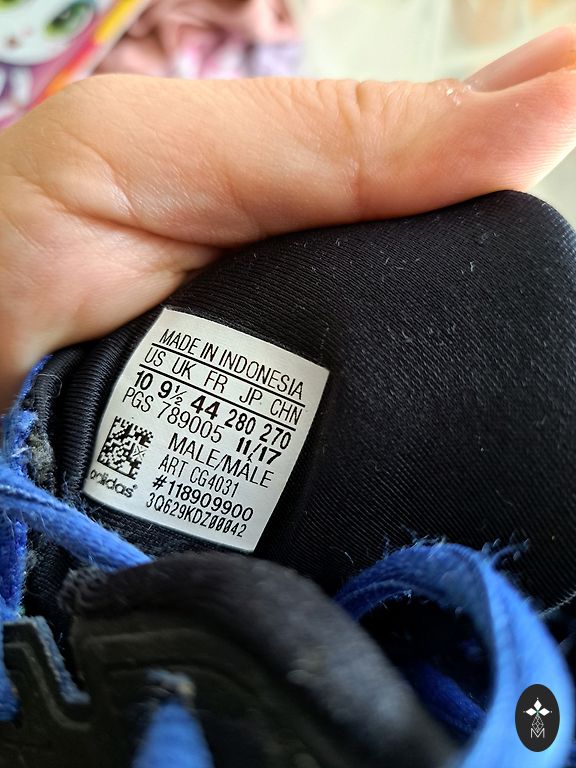 MADE IN INDONESIA
US UK FR JP CHN
10 9½ 44 280 270
PGS 789005 11/17
MALE/MÂLE
ART CG4031
#118909900
adidas®
3Q629KDZ00042
M